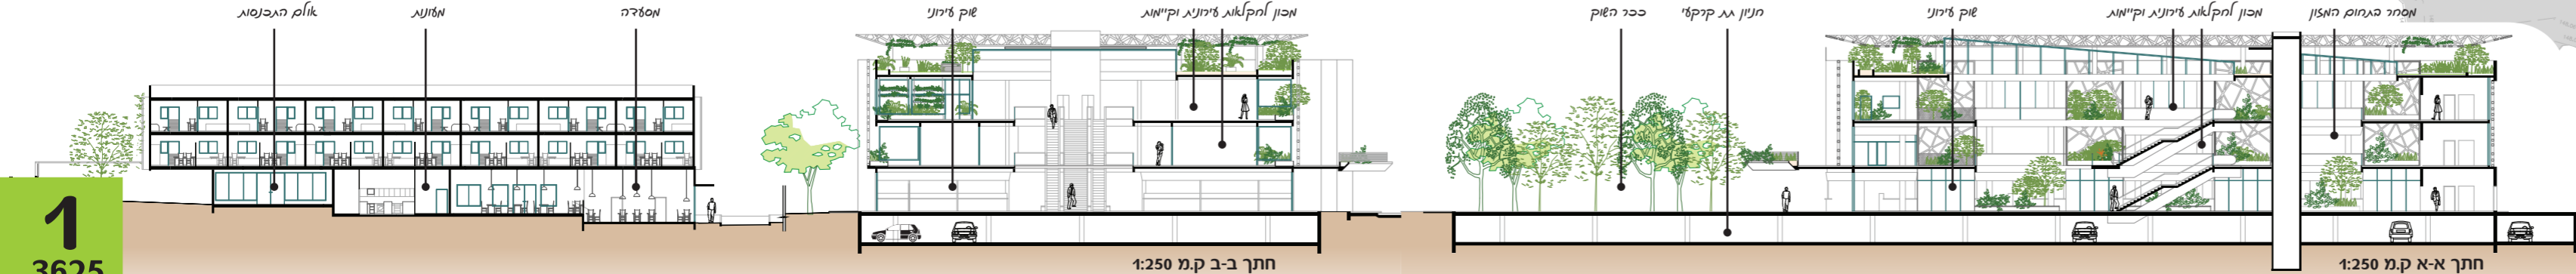 מסחר בתחום המזון
מכון לחקלאות עירונית וקיימות
שוק עירוני
חניון תת קרקעי
ככר השוק
מכון לחקלאות עירונית וקיימות
שוק עירוני
מסעדה
מעונות
אולם התכנסות
חתך א-א ק.מ 1:250
חתך ב-ב ק.מ 1:250
1
3625